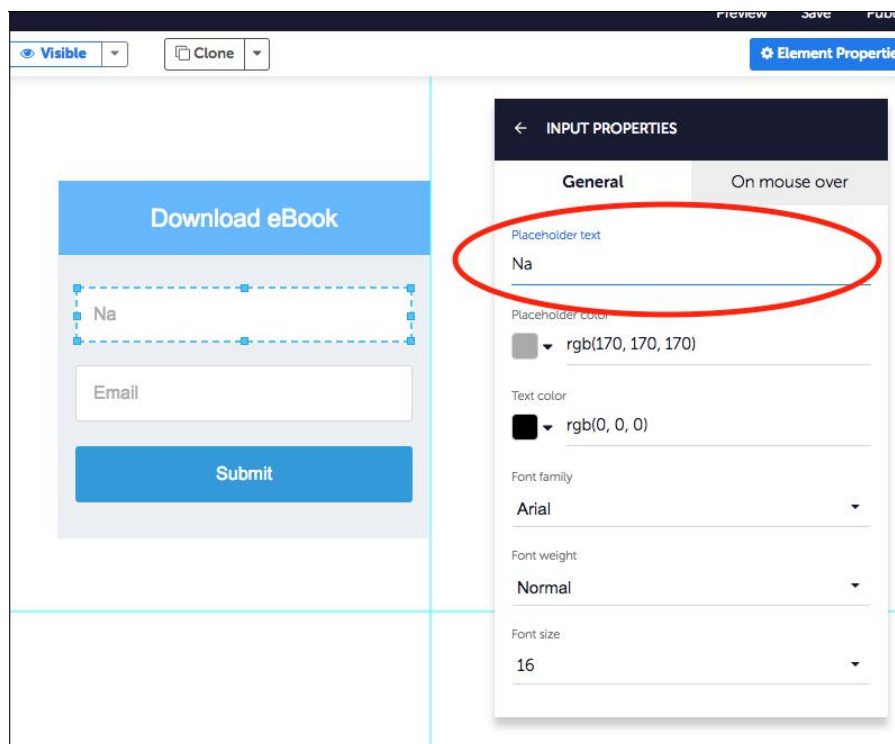 Preview Save Publ
Visible Clone Element Propertie
INPUT PROPERTIES
General On mouse over
Download eBook
Placeholder text
Na
Na
Placeholder color
rgb(170, 170, 170)
Email
Text color
rgb(0, 0, 0)
Submit
Font family
Arial
Font weight
Normal
Font size
16